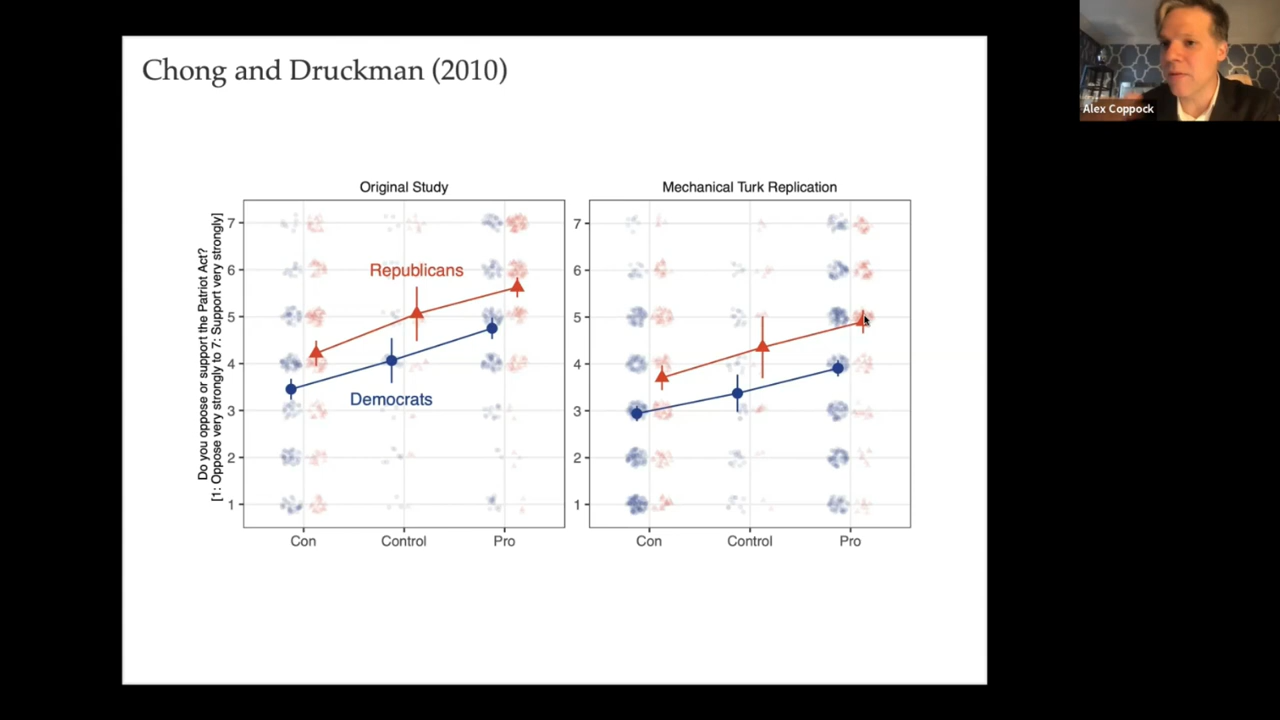 Chong and Druckman (2010)
Alex Coppock
Do you oppose or support the Patriot Act?
[1: Oppose very strongly to 7: Support very strongly]
Original Study
7
6
5
4
3
2
1
Republicans
Democrats
Con Control Pro
Mechanical Turk Replication
7
6
5
4
3
2
1
Con Control Pro